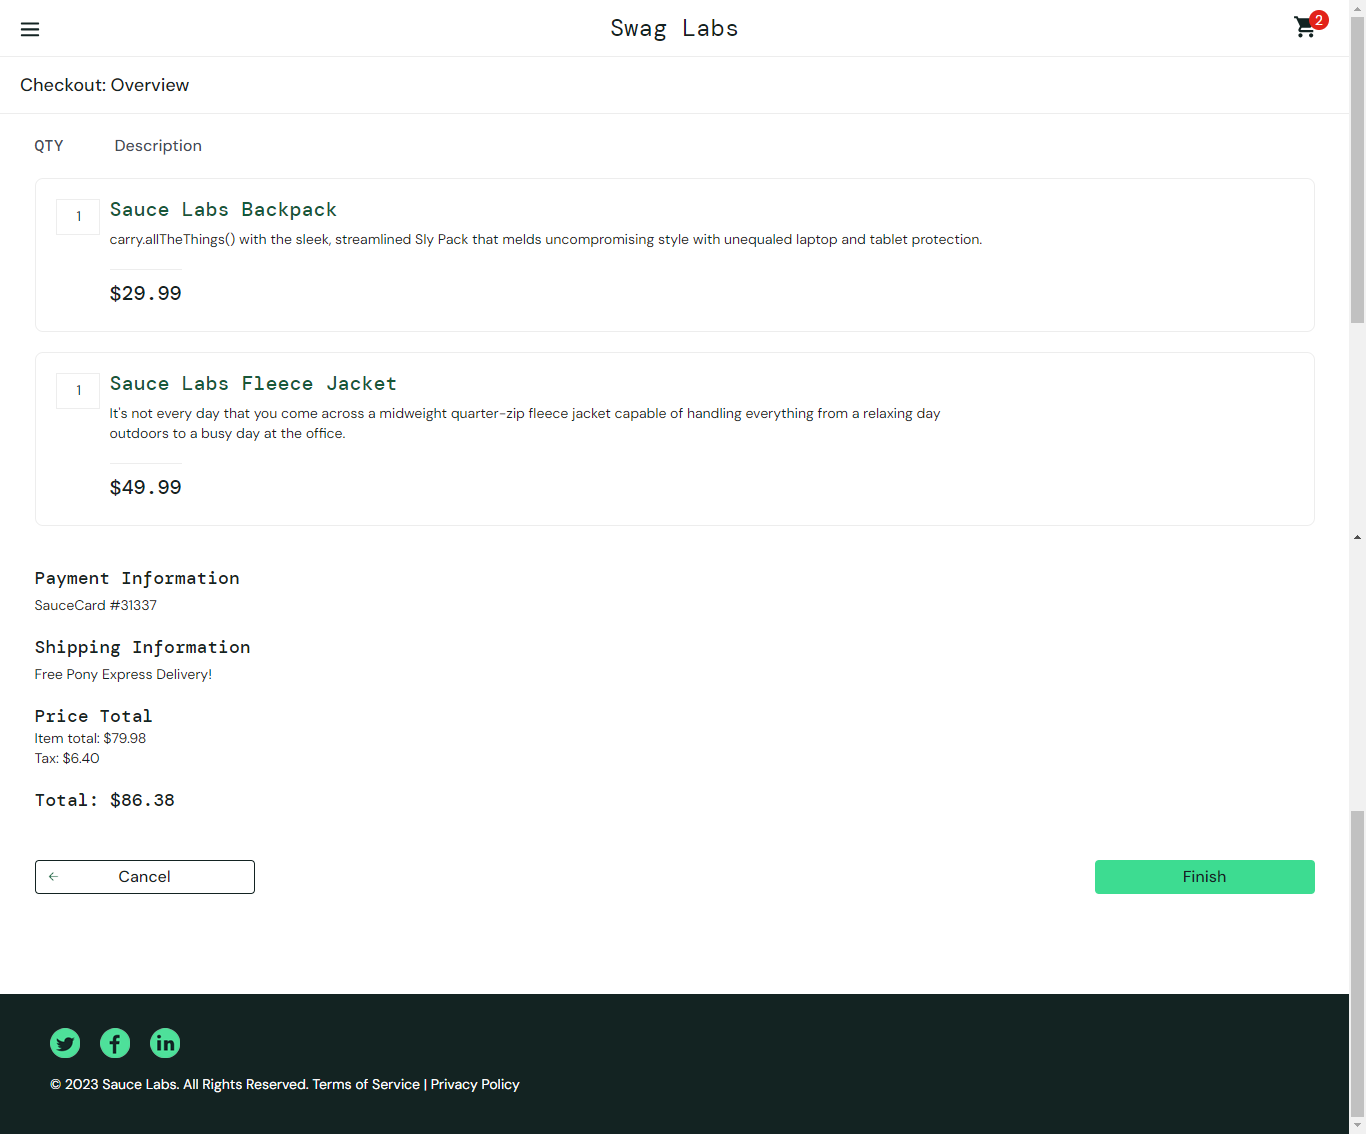 Swag Labs
2
Checkout: Overview
QTY Description
1
Sauce Labs Backpack
carry.allTheThings() with the sleek, streamlined Sly Pack that melds uncompromising style with unequaled laptop and tablet protection.
$29.99
1
Sauce Labs Fleece Jacket
It's not every day that you come across a midweight quarter-zip fleece jacket capable of handling everything from a relaxing day
outdoors to a busy day at the office.
$49.99
Payment Information
SauceCard #31337
Shipping Information
Free Pony Express Delivery!
Price Total
Item total: $79.98
Tax: $6.40
Total: $86.38
Cancel
Finish
© 2023 Sauce Labs. All Rights Reserved. Terms of Service | Privacy Policy